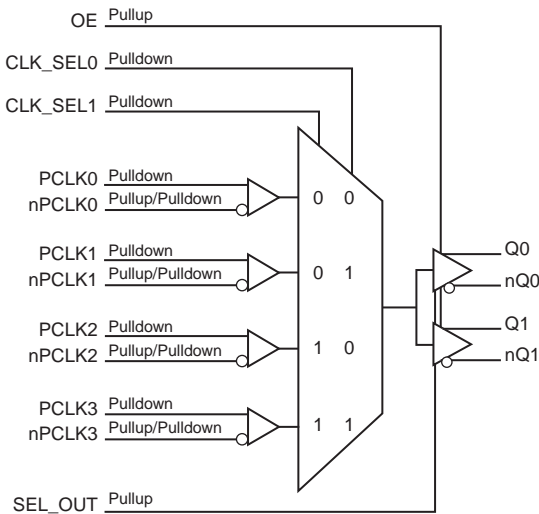 OE Pullup
CLK_SEL0 Pulldown
CLK_SEL1 Pulldown
PCLK0 Pulldown
nPCLK0 Pullup/Pulldown
0 0
PCLK1 Pulldown
nPCLK1 Pullup/Pulldown
0 1
PCLK2 Pulldown
nPCLK2 Pullup/Pulldown
1 0
PCLK3 Pulldown
nPCLK3 Pullup/Pulldown
1 1
Q0
nQ0
Q1
nQ1
SEL_OUT Pullup